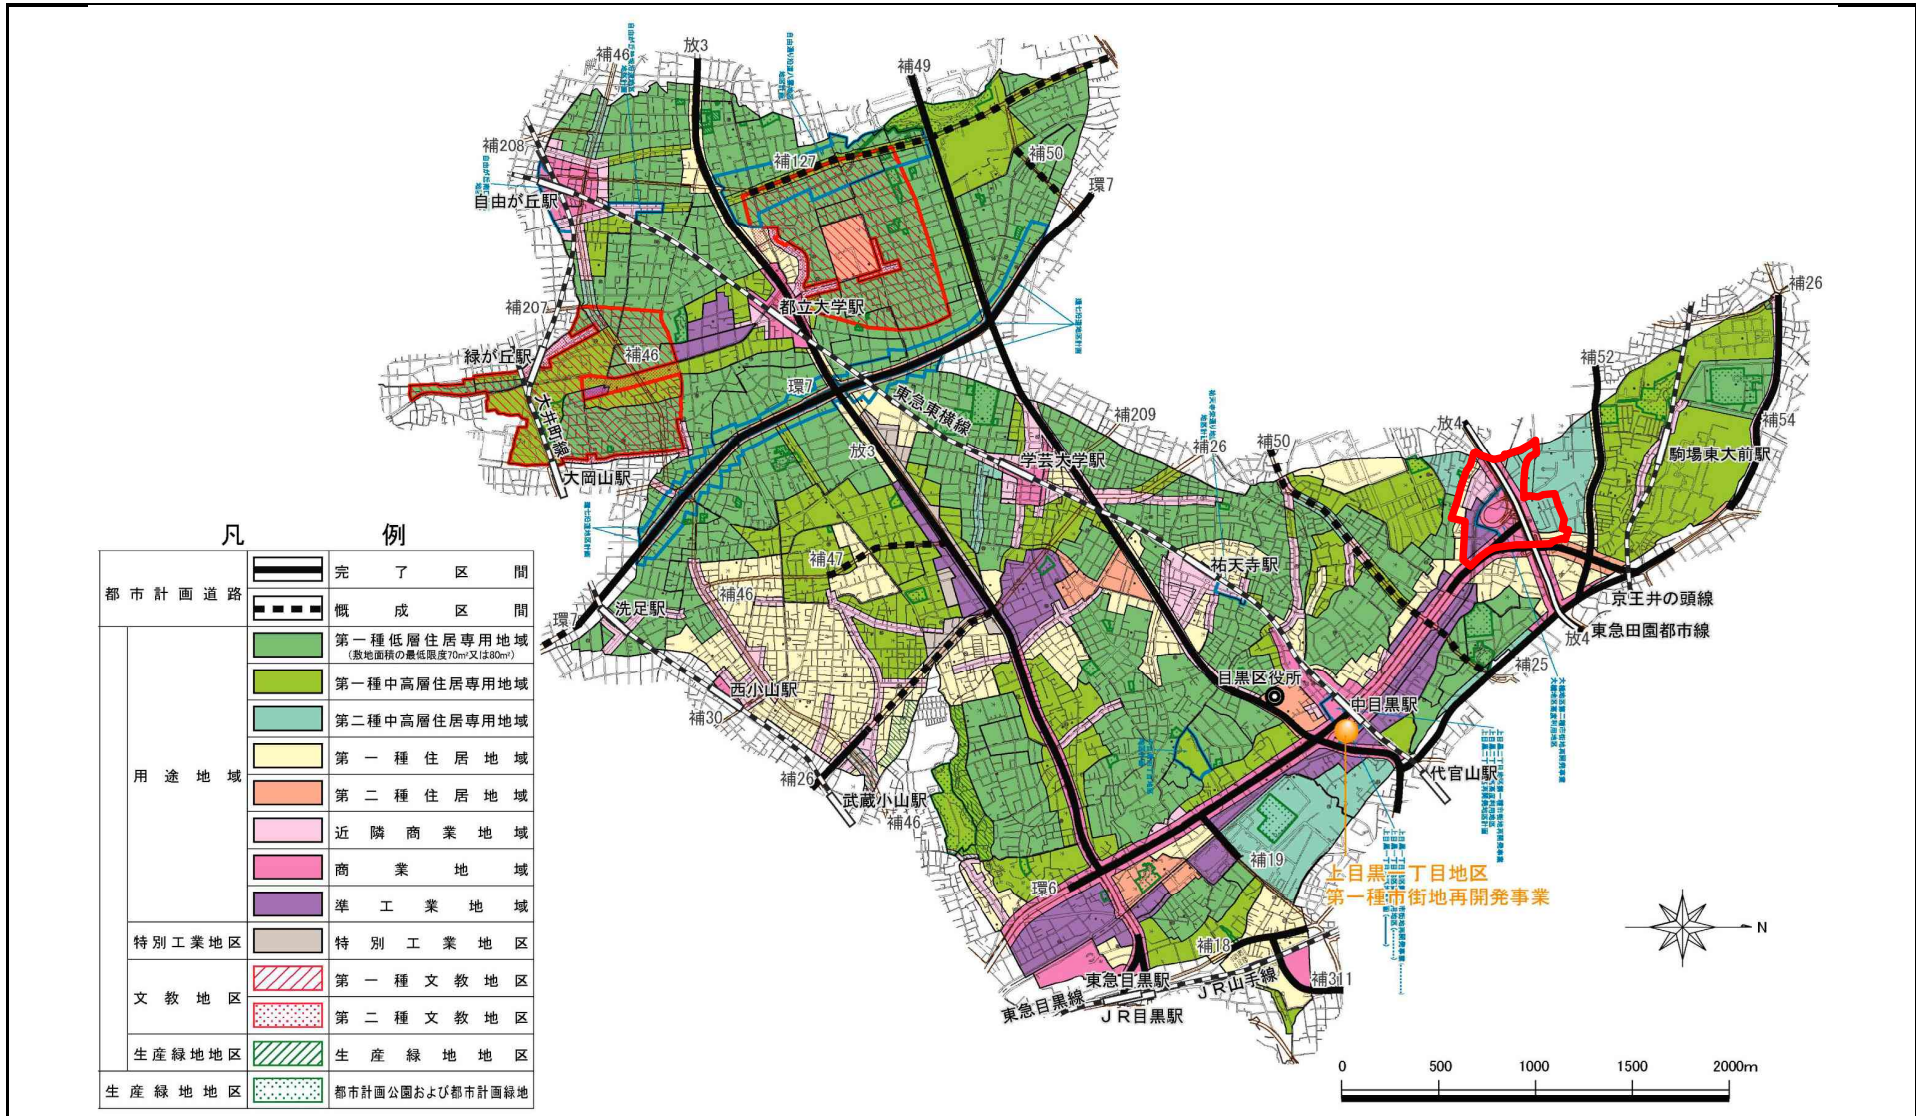 放3
補46
補49
補208
補127
補50
環7
自由が丘駅
補26
補207
都立大学駅
緑が丘駅
補46
補52
環7
東急東横線
補209
放4
補54
大井町線
放3
補26
補50
学芸大学駅
駒場東大前駅
大岡山駅
凡例
都市計画道路
完了区間
概成区間
用途地域
第一種低層住居専用地域
(敷地面積の最低限度70㎡又は80㎡)
第一種中高層住居専用地域
第二種中高層住居専用地域
第一種住居地域
第二種住居地域
近隣商業地域
商業地域
準工業地域
特別工業地区
特別工業地区
文教地区
第一種文教地区
第二種文教地区
生産緑地地区
生産緑地地区
生産緑地地区
都市計画公園および都市計画緑地
補47
祐天寺駅
補46
洗足駅
環7
京王井の頭線
東急田園都市線
放4
補25
西小山駅
目黒区役所
中目黒駅
補30
補26
代官山駅
武蔵小山駅
補46
補19
環6
上目黒一丁目地区
第一種市街地再開発事業
N
補18
東急目黒駅
JR山手線
補311
東急目黒線
JR目黒駅
0 500 1000 1500 2000m